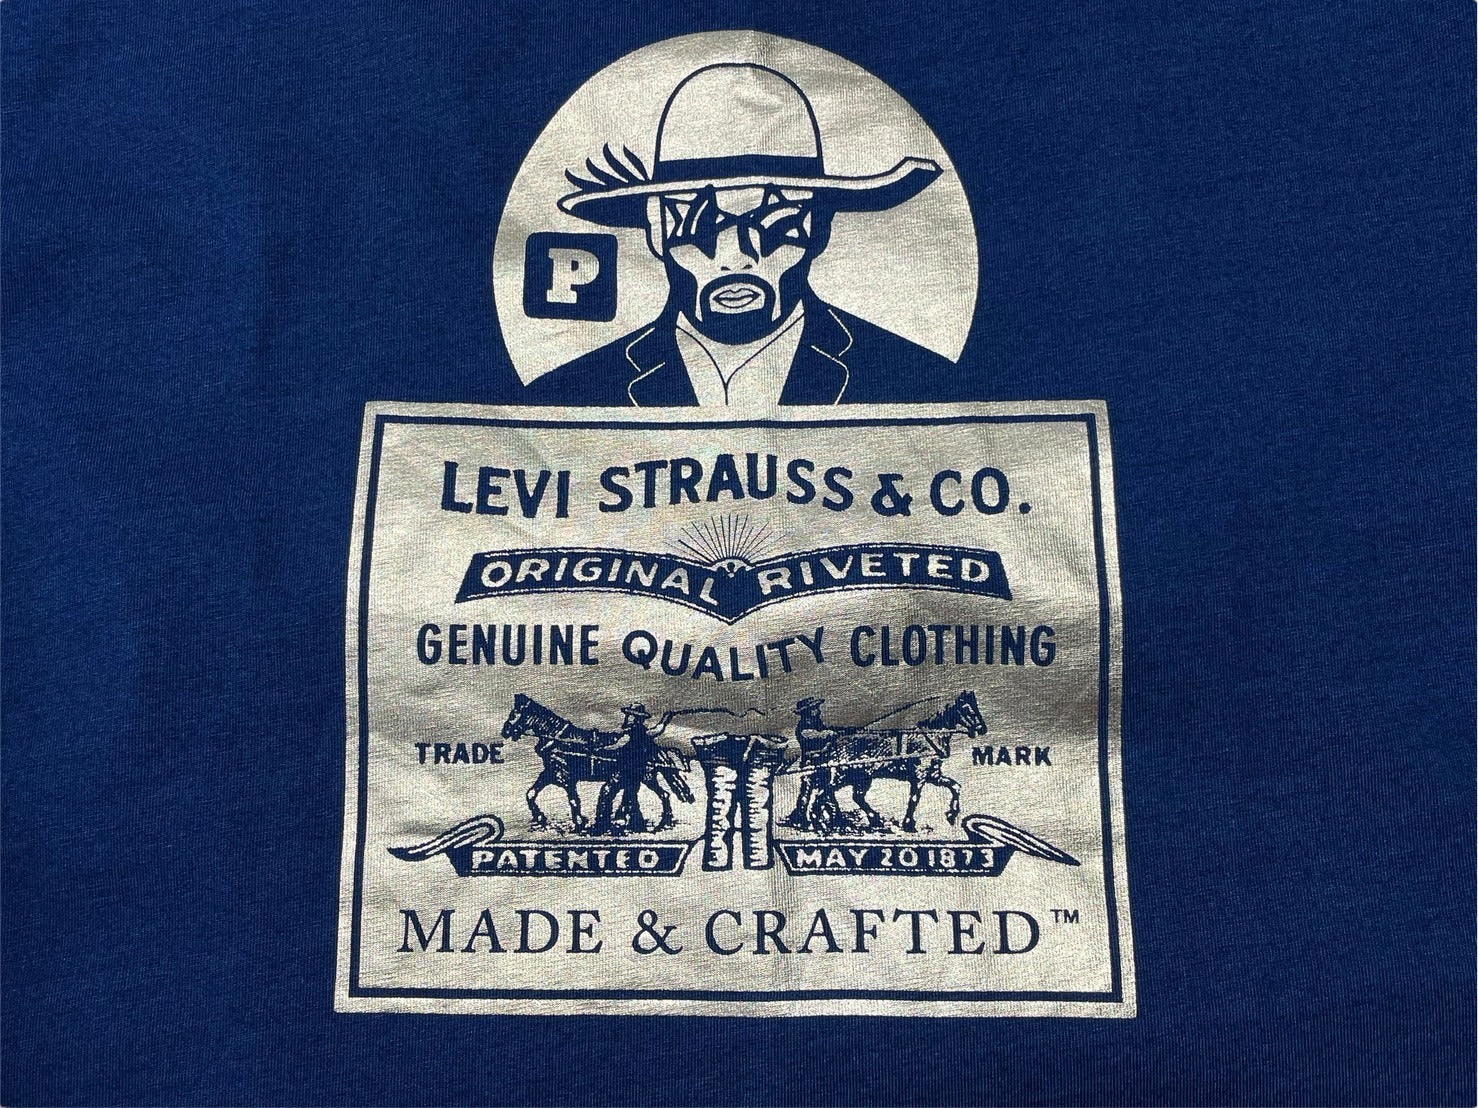 P
LEVI STRAUSS & CO.
ORIGINAL RIVETED
GENUINE QUALITY CLOTHING
TRADE MARK
PATENTED MAY 20 1873
MADE & CRAFTED™